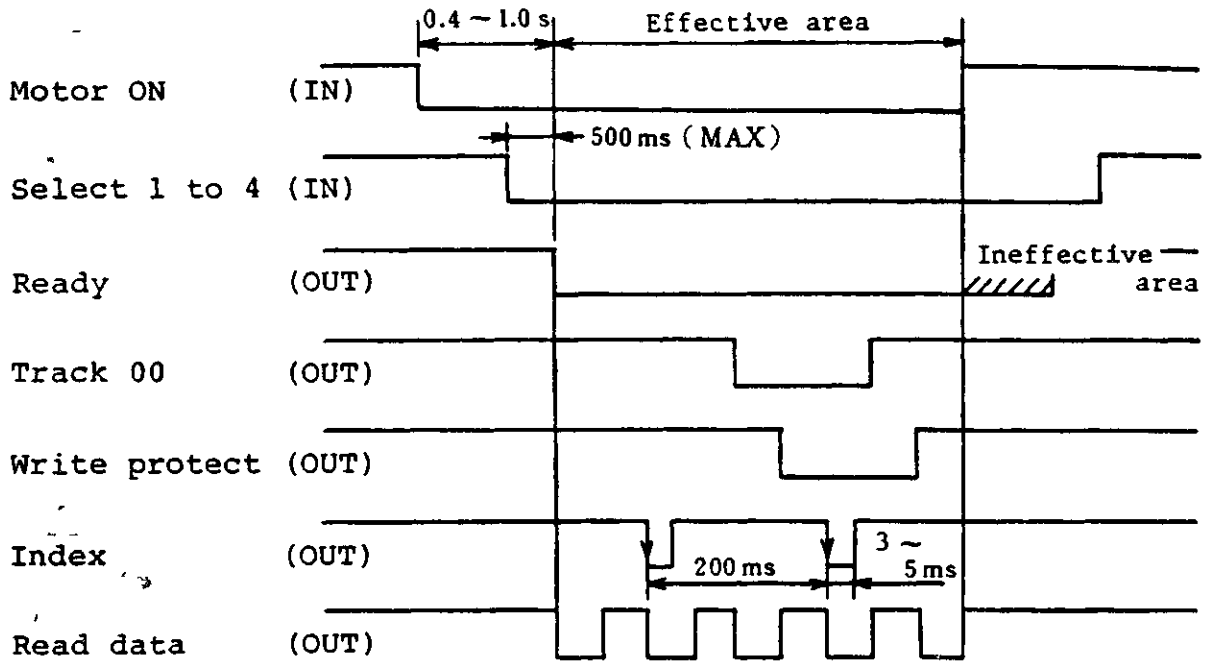 0.4 ~ 1.0 s Effective area
Motor ON (IN)
500 ms ( MAX )
Select 1 to 4 (IN)
Ineffective
Ready (OUT) area
Track 00 (OUT)
Write protect (OUT)
Index (OUT) 200 ms 3 ~
5 ms
Read data (OUT)